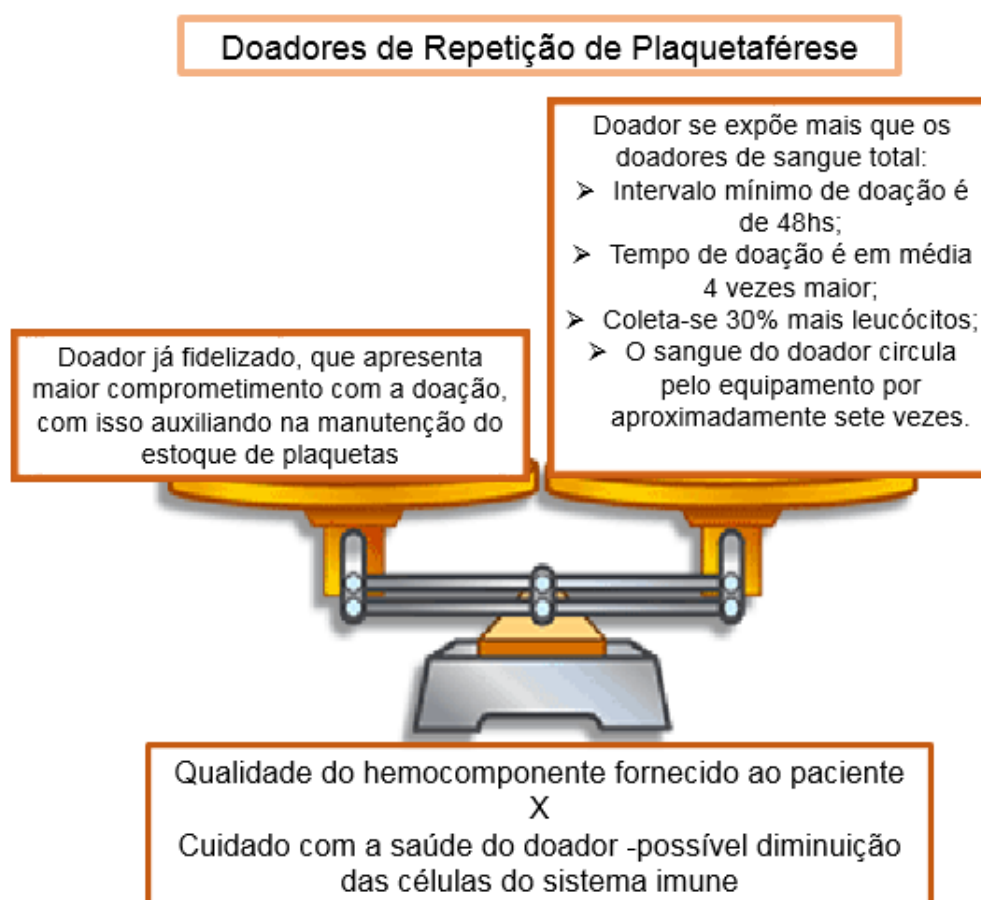 Doadores de Repetição de Plaquetaférese
Doador se expõe mais que os
doadores de sangue total:
➢ Intervalo mínimo de doação é
de 48hs;
➢ Tempo de doação é em média
4 vezes maior;
➢ Coleta-se 30% mais leucócitos;
➢ O sangue do doador circula
pelo equipamento por
aproximadamente sete vezes.
Doador já fidelizado, que apresenta
maior comprometimento com a doação,
com isso auxiliando na manutenção do
estoque de plaquetas
Qualidade do hemocomponente fornecido ao paciente
X
Cuidado com a saúde do doador -possível diminuição
das células do sistema imune